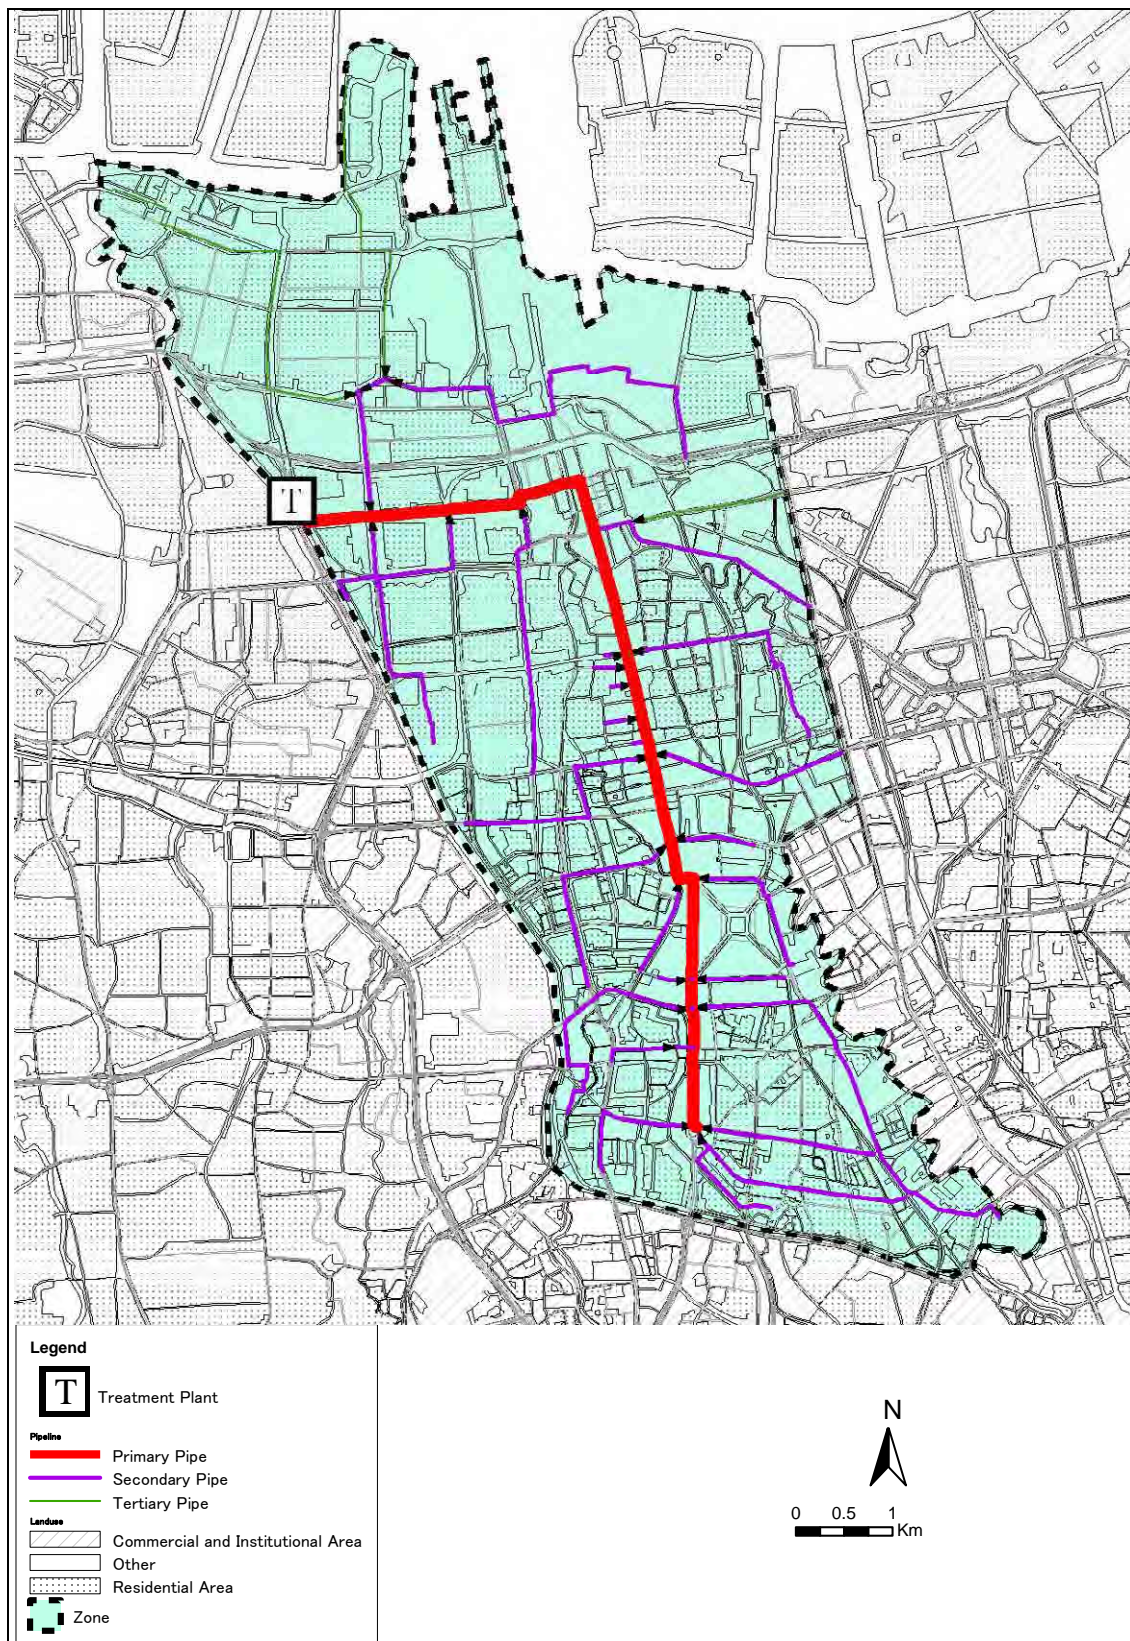 T
Legend
T Treatment Plant
Pipeline
Primary Pipe
Secondary Pipe
Tertiary Pipe
Landuse
Commercial and Institutional Area
Other
Residential Area
Zone
N
0 0.5 1
Km